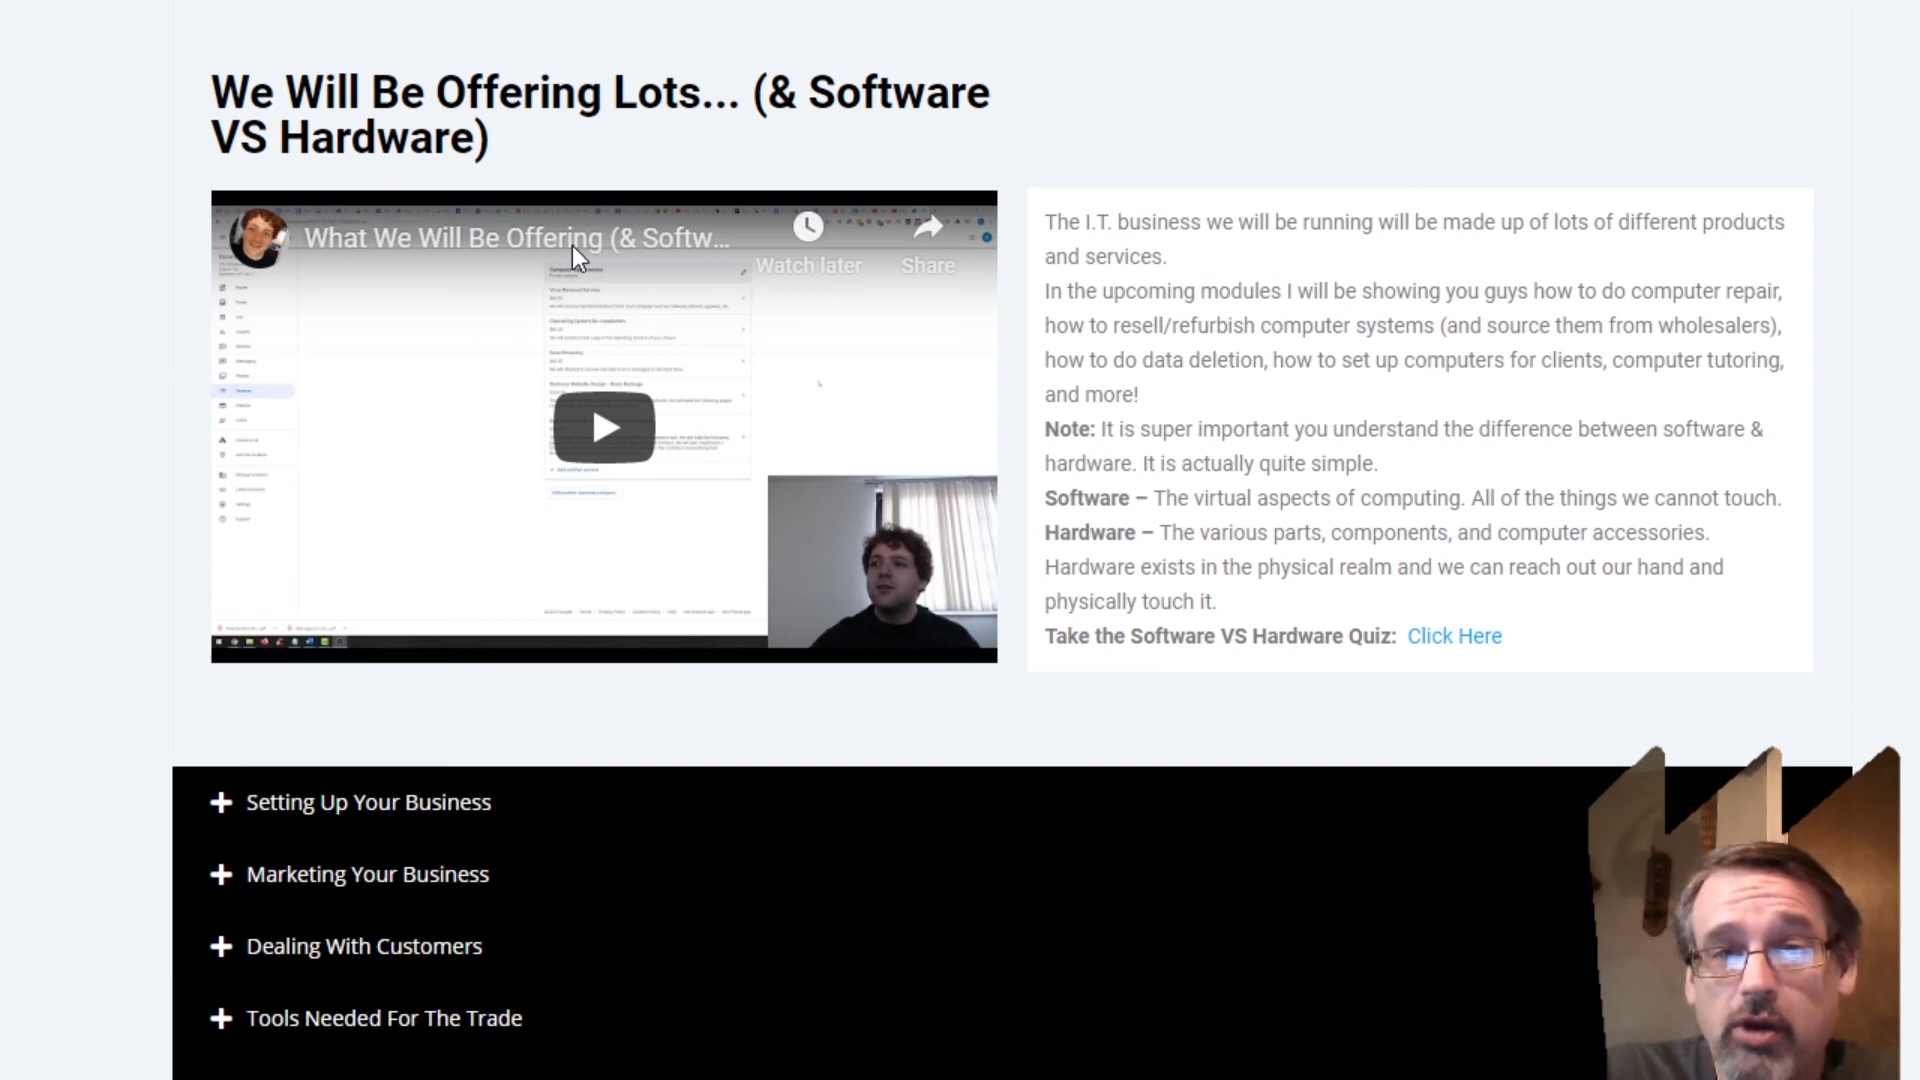 We Will Be Offering Lots... (& Software
VS Hardware)
What We Will Be Offering (& Softw...
Watch later
Share
The I.T. business we will be running will be made up of lots of different products
and services.
In the upcoming modules I will be showing you guys how to do computer repair,
how to resell/refurbish computer systems (and source them from wholesalers),
how to do data deletion, how to set up computers for clients, computer tutoring,
and more!
Note: It is super important you understand the difference between software &
hardware. It is actually quite simple.
Software – The virtual aspects of computing. All of the things we cannot touch.
Hardware – The various parts, components, and computer accessories.
Hardware exists in the physical realm and we can reach out our hand and
physically touch it.
Take the Software VS Hardware Quiz: Click Here
Setting Up Your Business
Marketing Your Business
Dealing With Customers
Tools Needed For The Trade